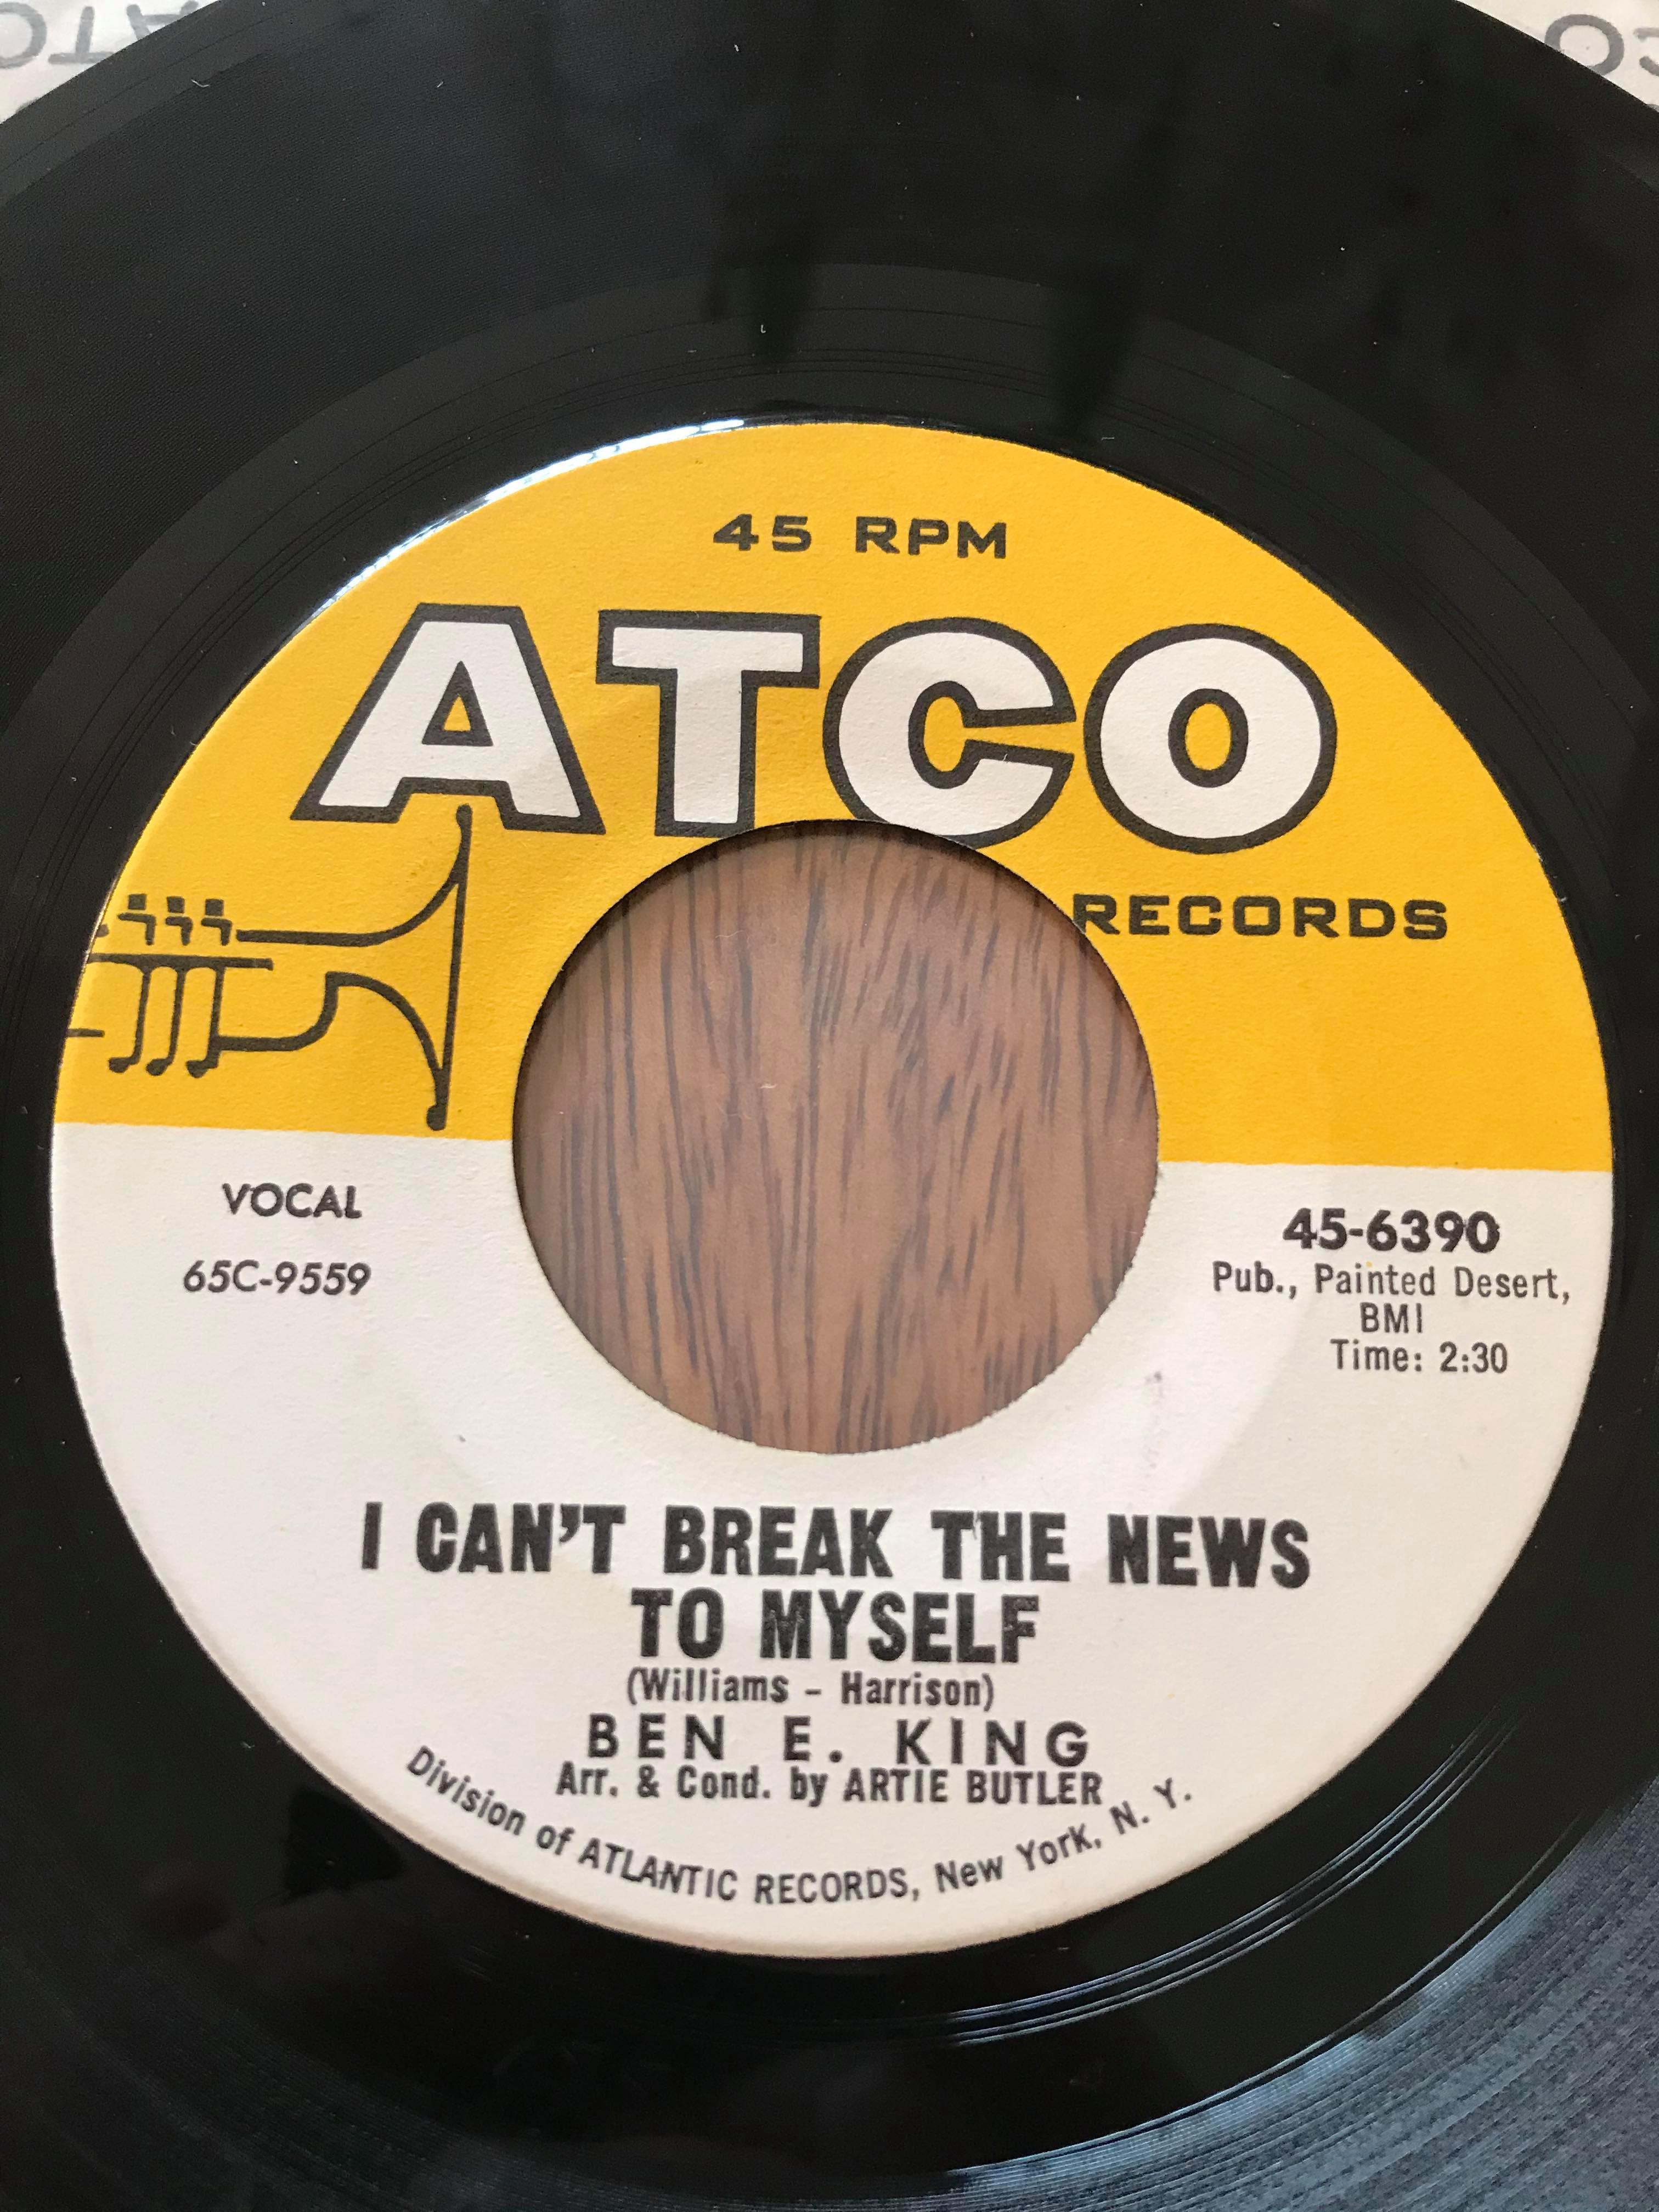 45 RPM
ATCO
RECORDS
VOCAL
65C-9559
45-6390
Pub., Painted Desert,
BMI
Time: 2:30
I CAN'T BREAK THE NEWS
TO MYSELF
(Williams - Harrison)
BEN E. KING
Arr. & Cond. by ARTIE BUTLER
Division of ATLANTIC RECORDS, New York, N. Y.